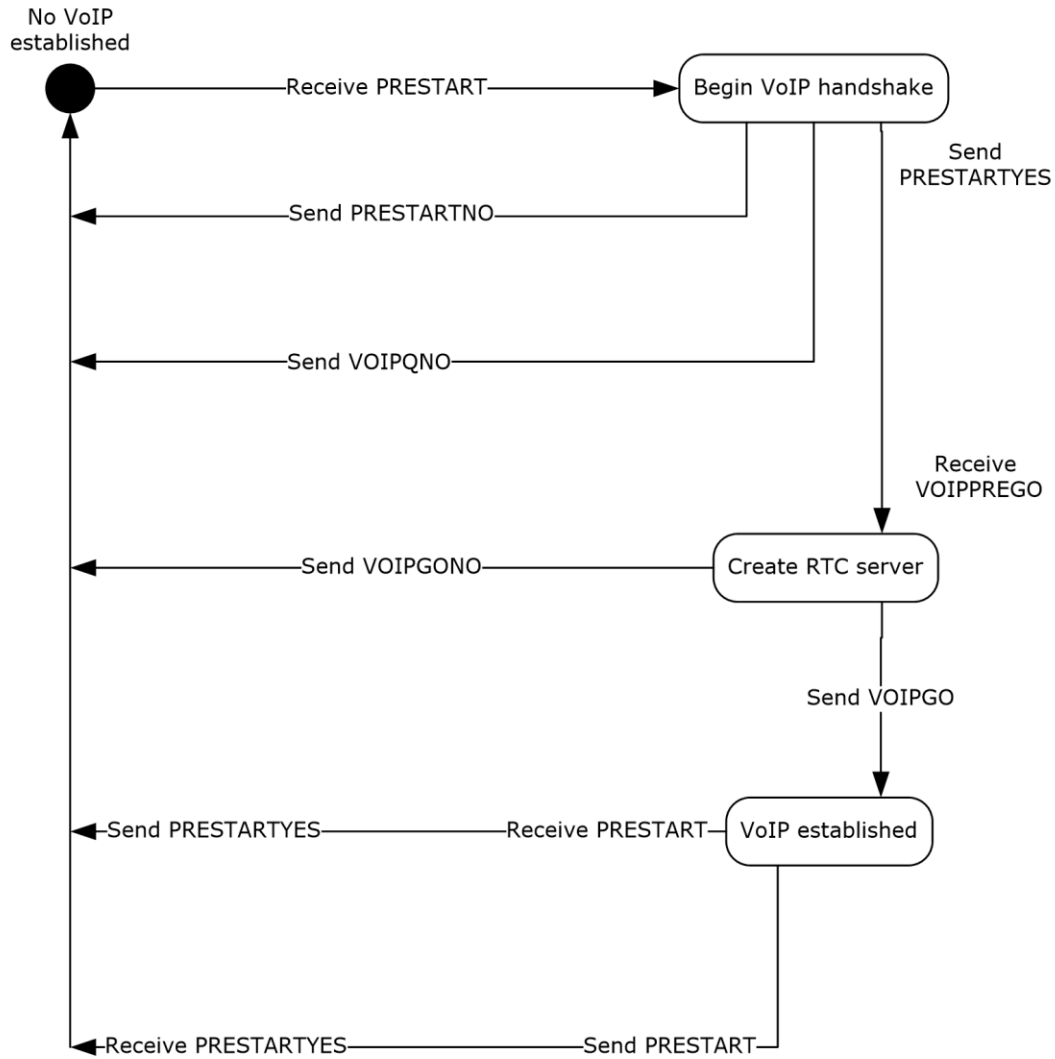 No VoIP
established
Receive PRESTART
Begin VoIP handshake
Send
PRESTARTYES
Send PRESTARTNO
Send VOIPQNO
Receive
VOIPPREGO
Send VOIPGONO
Create RTC server
Send VOIPGO
Send PRESTARTYES
Receive PRESTART
VoIP established
Receive PRESTARTYES
Send PRESTART